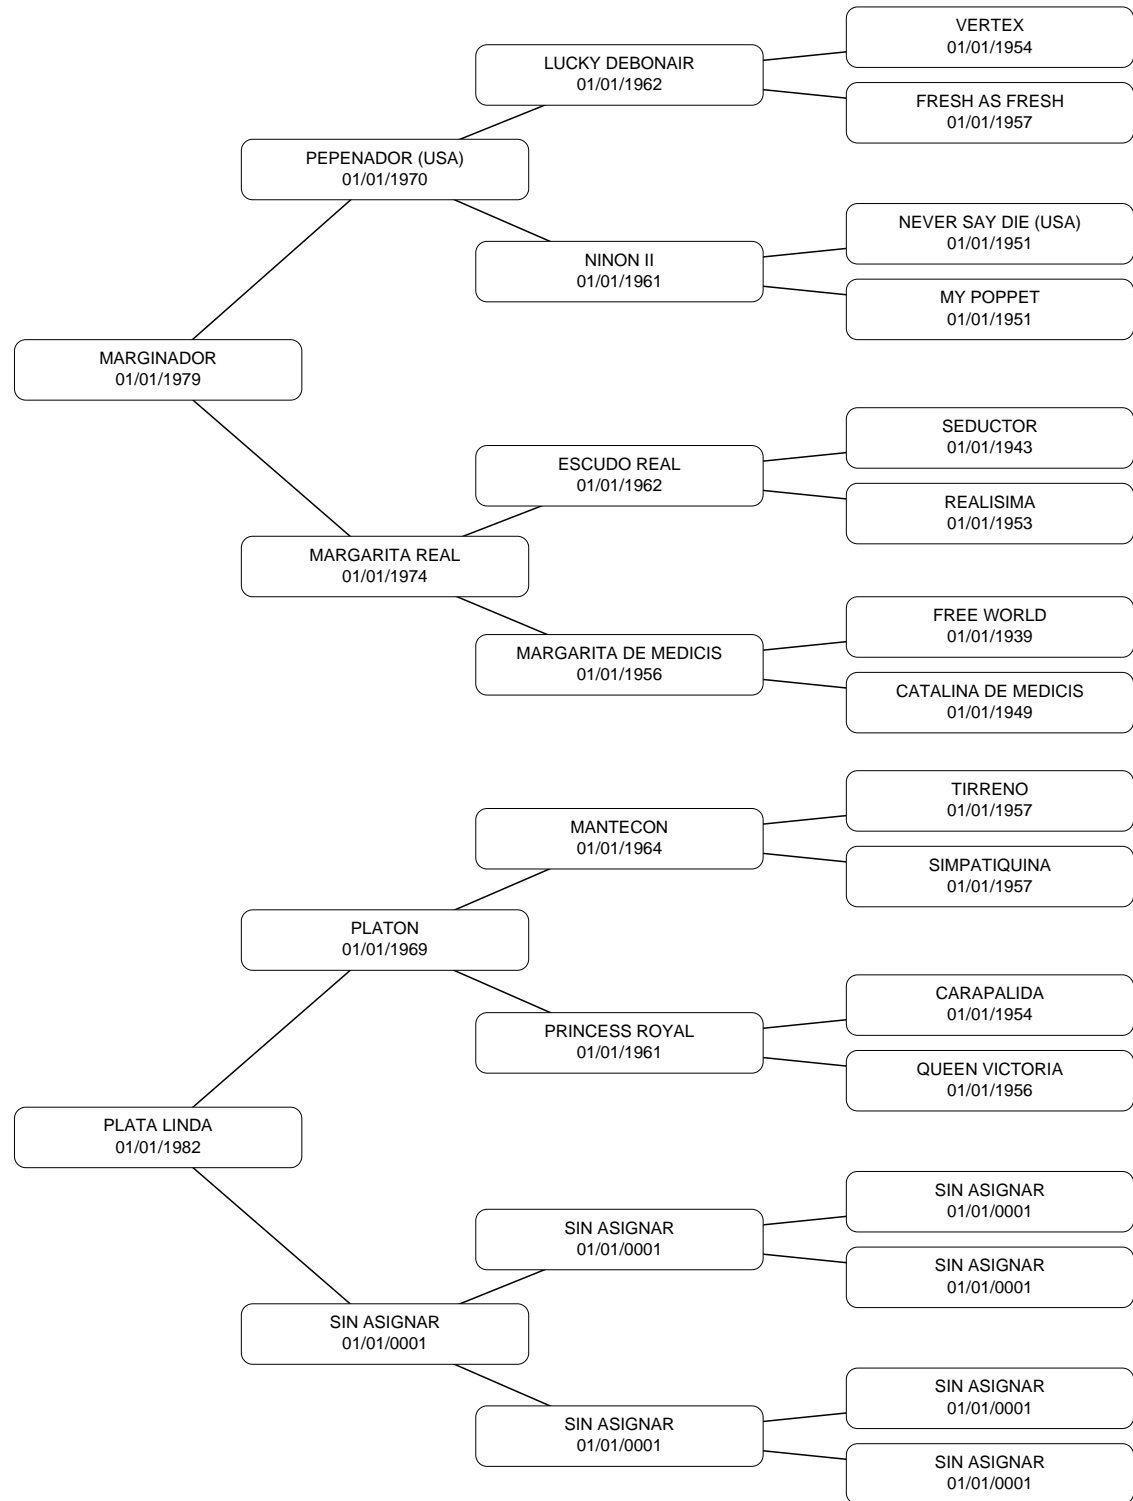 VERTEX
01/01/1954
LUCKY DEBONAIR
01/01/1962
FRESH AS FRESH
01/01/1957
PEPENADOR (USA)
01/01/1970
NEVER SAY DIE (USA)
01/01/1951
NINON II
01/01/1961
MY POPPET
01/01/1951
MARGINADOR
01/01/1979
SEDUCTOR
01/01/1943
ESCUDO REAL
01/01/1962
REALISIMA
01/01/1953
MARGARITA REAL
01/01/1974
FREE WORLD
01/01/1939
MARGARITA DE MEDICIS
01/01/1956
CATALINA DE MEDICIS
01/01/1949
TIRRENO
01/01/1957
MANTECON
01/01/1964
SIMPATIQUINA
01/01/1957
PLATON
01/01/1969
CARAPALIDA
01/01/1954
PRINCESS ROYAL
01/01/1961
QUEEN VICTORIA
01/01/1956
PLATA LINDA
01/01/1982
SIN ASIGNAR
01/01/0001
SIN ASIGNAR
01/01/0001
SIN ASIGNAR
01/01/0001
SIN ASIGNAR
01/01/0001
SIN ASIGNAR
01/01/0001
SIN ASIGNAR
01/01/0001
SIN ASIGNAR
01/01/0001